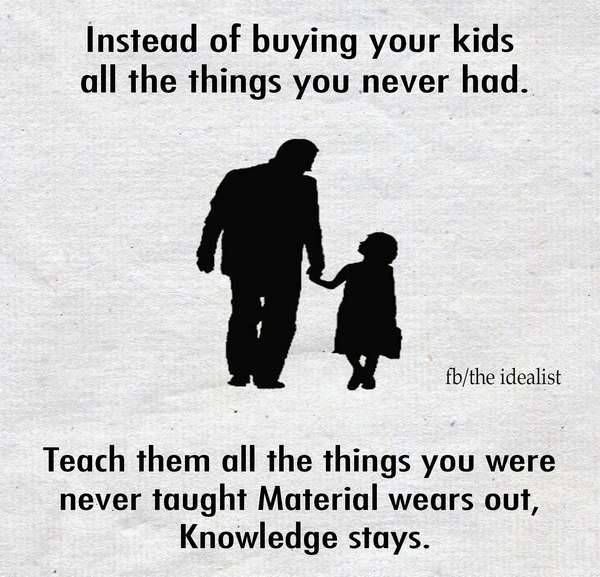 Instead of buying your kids
all the things you never had.
fb/the idealist
Teach them all the things you were
never taught Material wears out,
Knowledge stays.